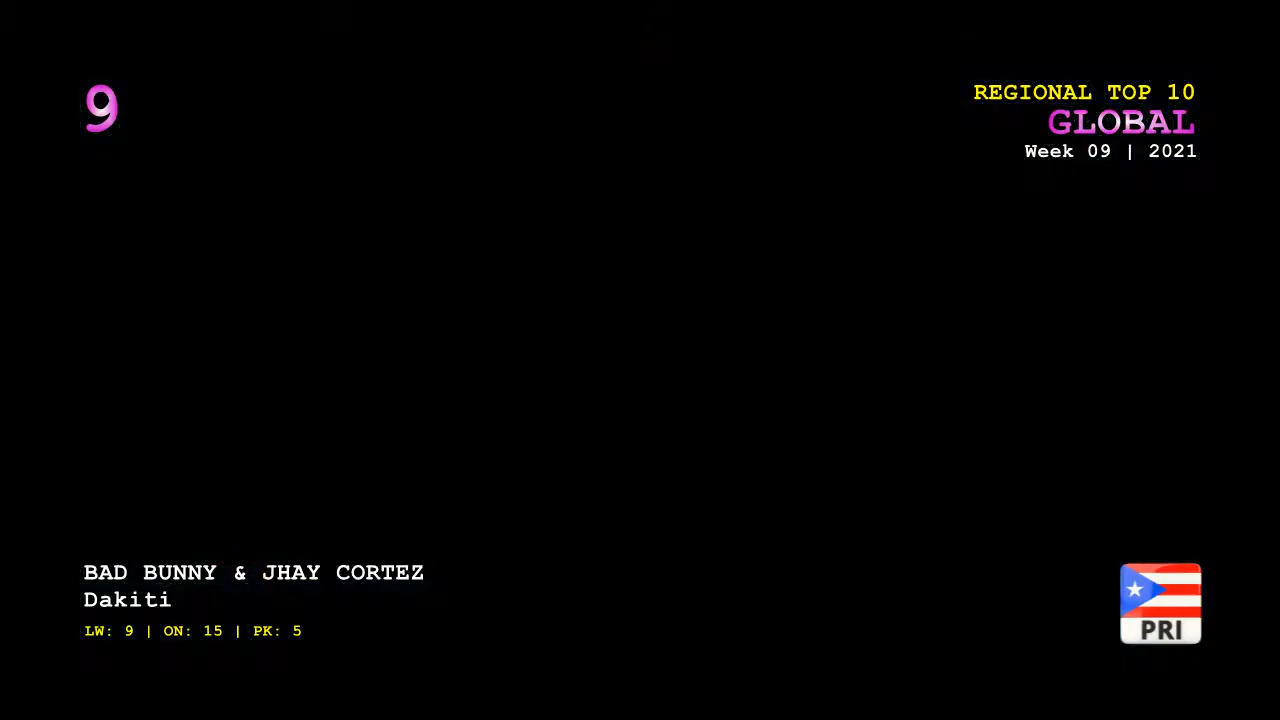 9
REGIONAL TOP 10
GLOBAL
Week 09 | 2021
BAD BUNNY & JHAY CORTEZ
Dakiti
LW: 9 | ON: 15 | PK: 5
PRI